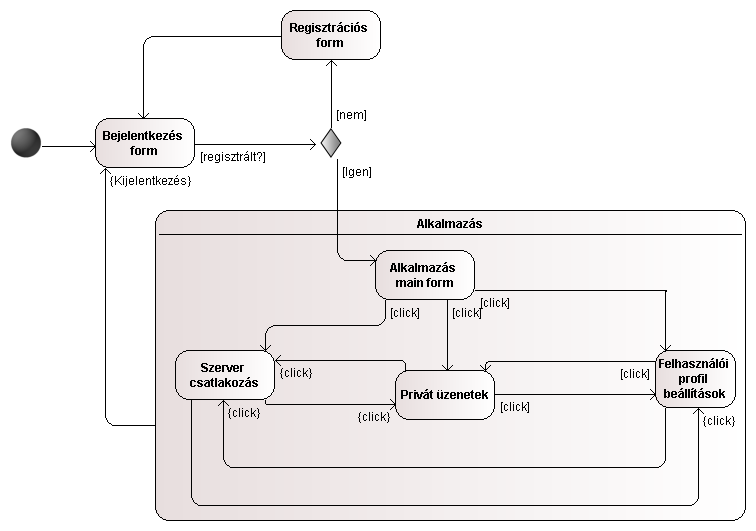 Regisztrációs
form
[nem]
Bejelentkezés
form
[regisztrált?]
[Igen]
{Kijelentkezés}
Alkalmazás
Alkalmazás
main form
[click]
[click]
[click]
Szerver
csatlakozás
{click}
Privát üzenetek
[click]
Felhasználói
profil
beállítások
{click}
{click}
[click]
{click}